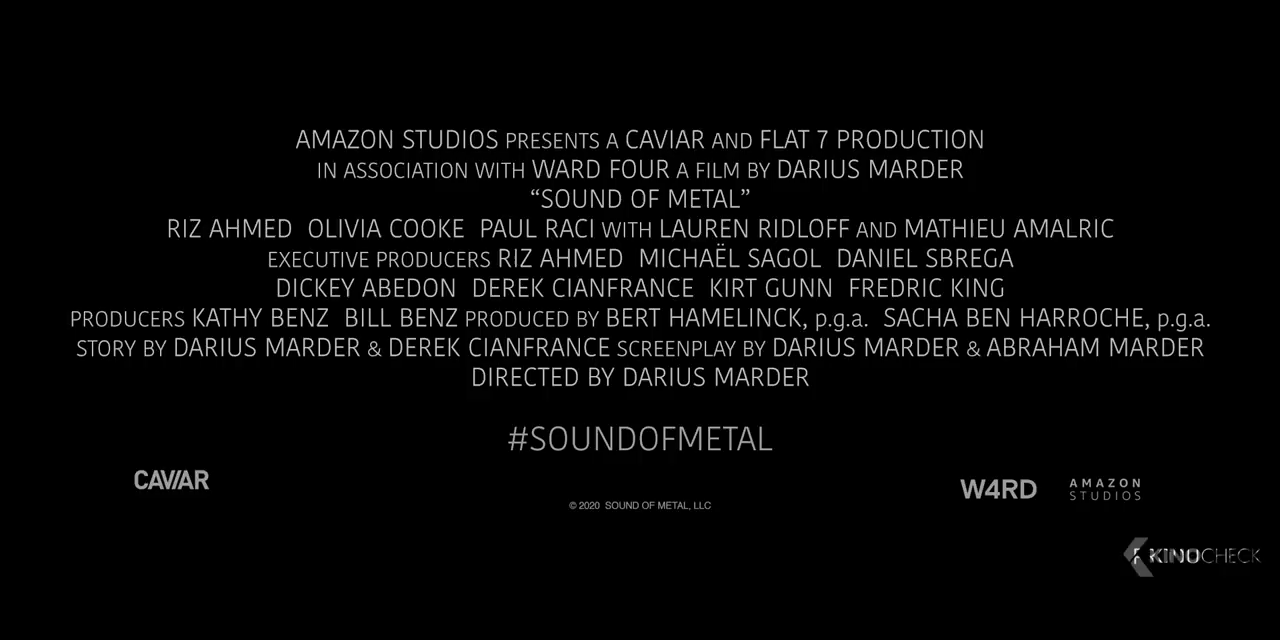 AMAZON STUDIOS PRESENTS A CAVIAR AND FLAT 7 PRODUCTION
IN ASSOCIATION WITH WARD FOUR A FILM BY DARIUS MARDER
“SOUND OF METAL”
RIZ AHMED OLIVIA COOKE PAUL RACI WITH LAUREN RIDLOFF AND MATHIEU AMALRIC
EXECUTIVE PRODUCERS RIZ AHMED MICHAËL SAGOL DANIEL SBREGA
DICKEY ABEDON DEREK CIANFRANCE KIRT GUNN FREDRIC KING
PRODUCERS KATHY BENZ BILL BENZ PRODUCED BY BERT HAMELINCK, p.g.a. SACHA BEN HARROCHE, p.g.a.
STORY BY DARIUS MARDER & DEREK CIANFRANCE SCREENPLAY BY DARIUS MARDER & ABRAHAM MARDER
DIRECTED BY DARIUS MARDER
#SOUNDOFMETAL
CAVIAR
W4RD
AMAZON
STUDIOS
© 2020 SOUND OF METAL, LLC
KINOCHECK